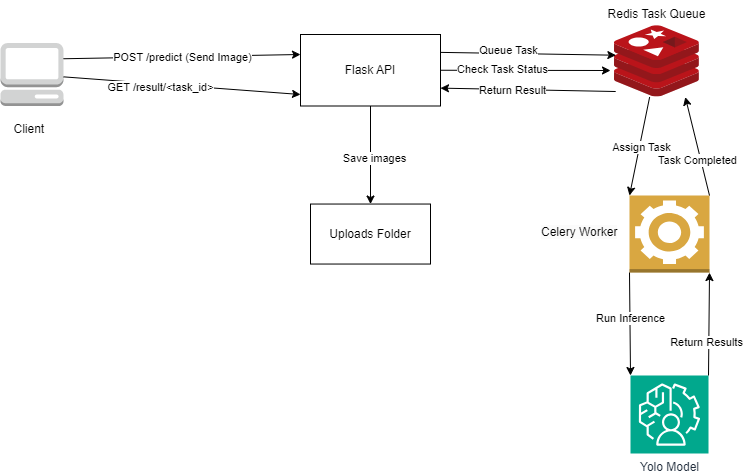 Redis Task Queue
POST /predict (Send Image)
Queue Task
Flask API
Check Task Status
GET /result/<task_id>
Return Result
Client
Assign Task
Save images
Task Completed
Uploads Folder
Celery Worker
Run Inference
Return Results
Yolo Model